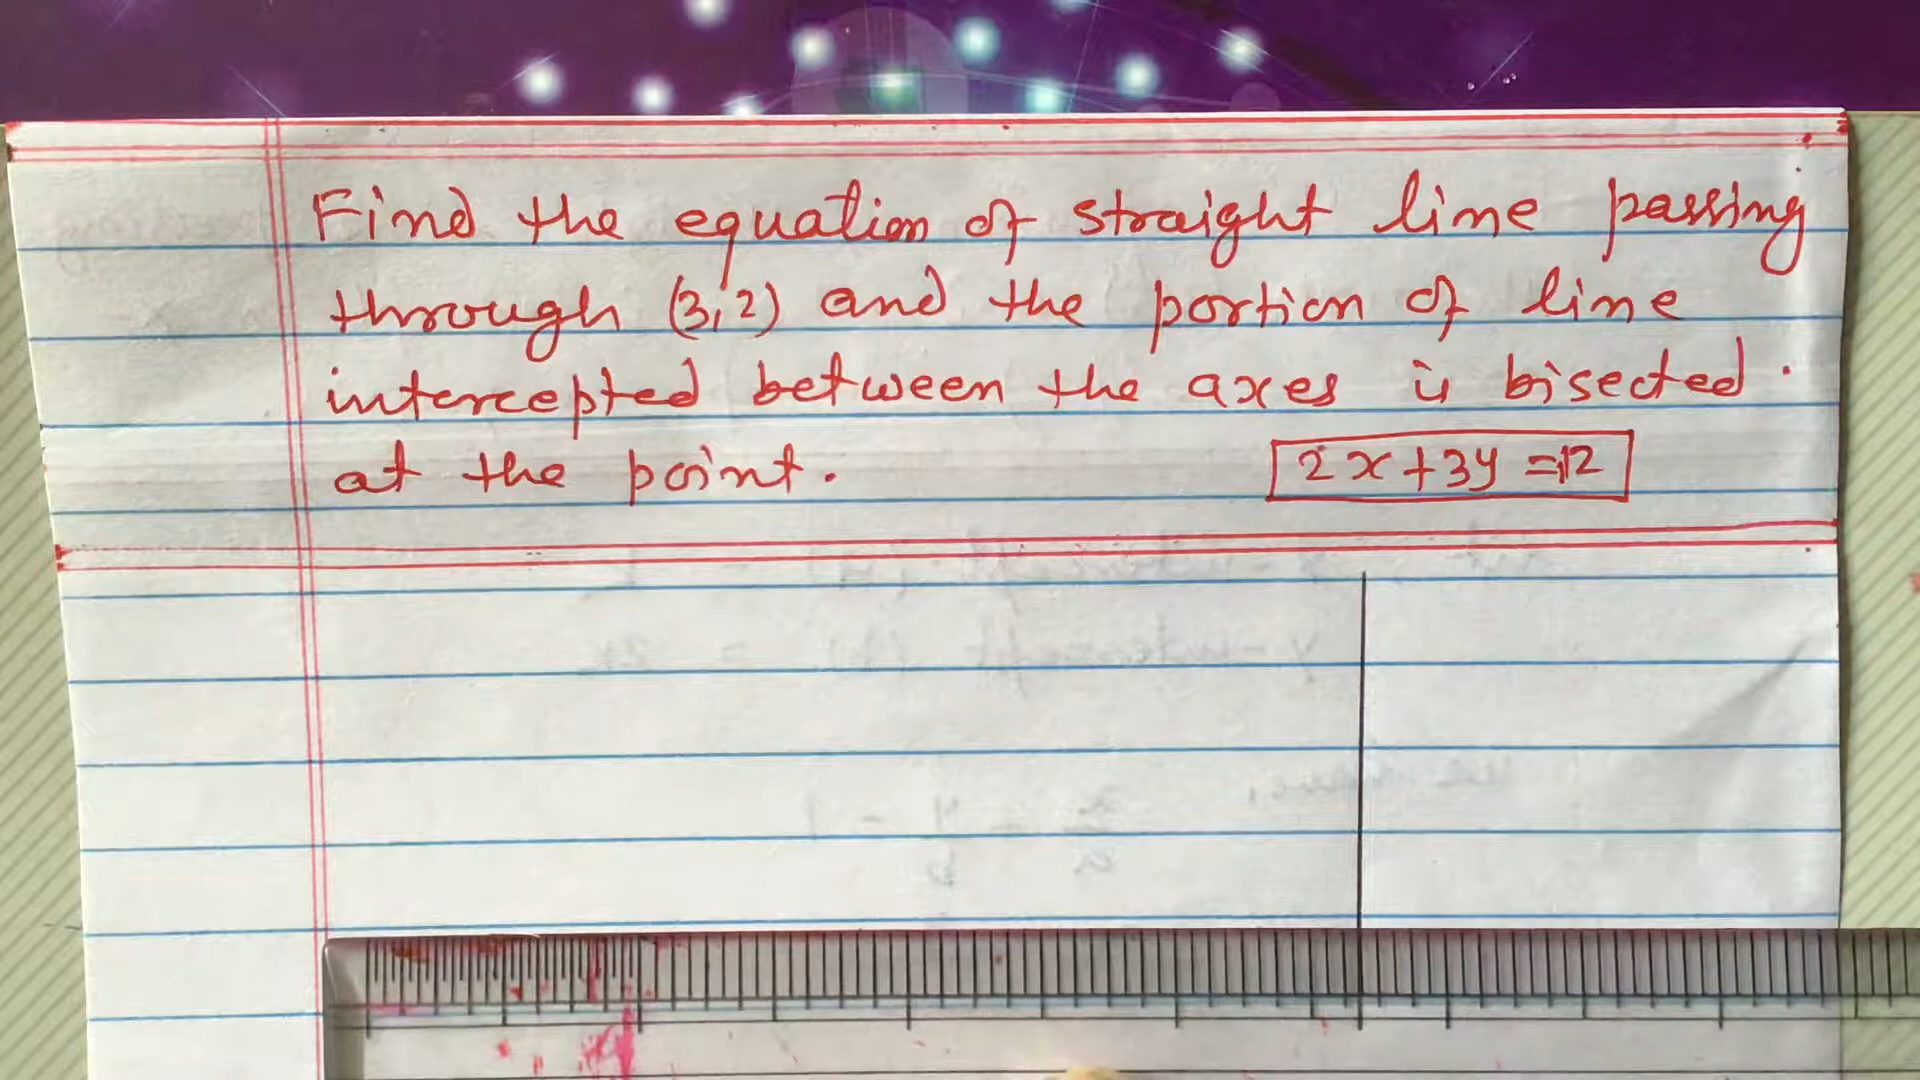 Find the equation of straight line passing
through (3,2) and the portion of line
intercepted between the axes is bisected
at the point.
2x+3y=12